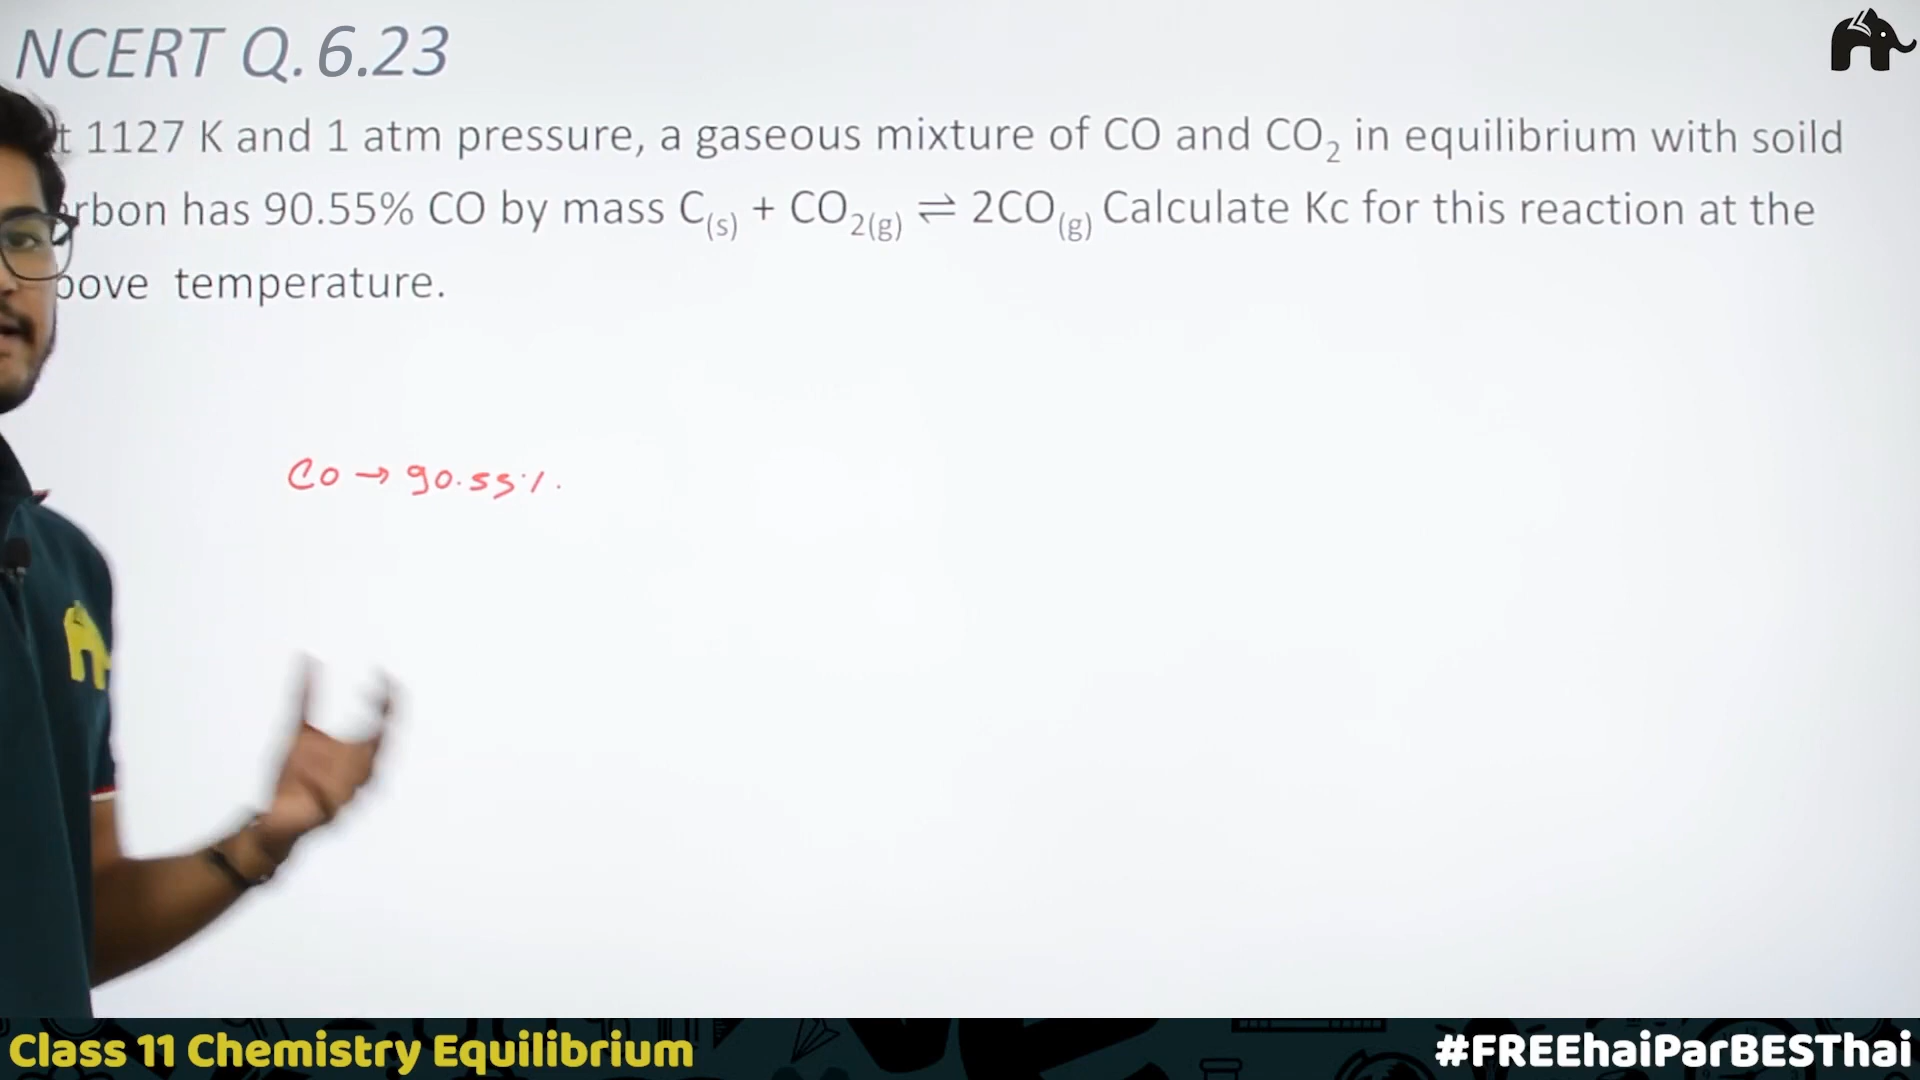 NCERT Q. 6.23
t 1127 K and 1 atm pressure, a gaseous mixture of CO and CO₂ in equilibrium with soild
rbon has 90.55% CO by mass C(s) + CO₂(g) ⇌ 2CO(g) Calculate Kc for this reaction at the
bove temperature.
CO → 90.55%.
Class 11 Chemistry Equilibrium
#FREEhaiParBESThai